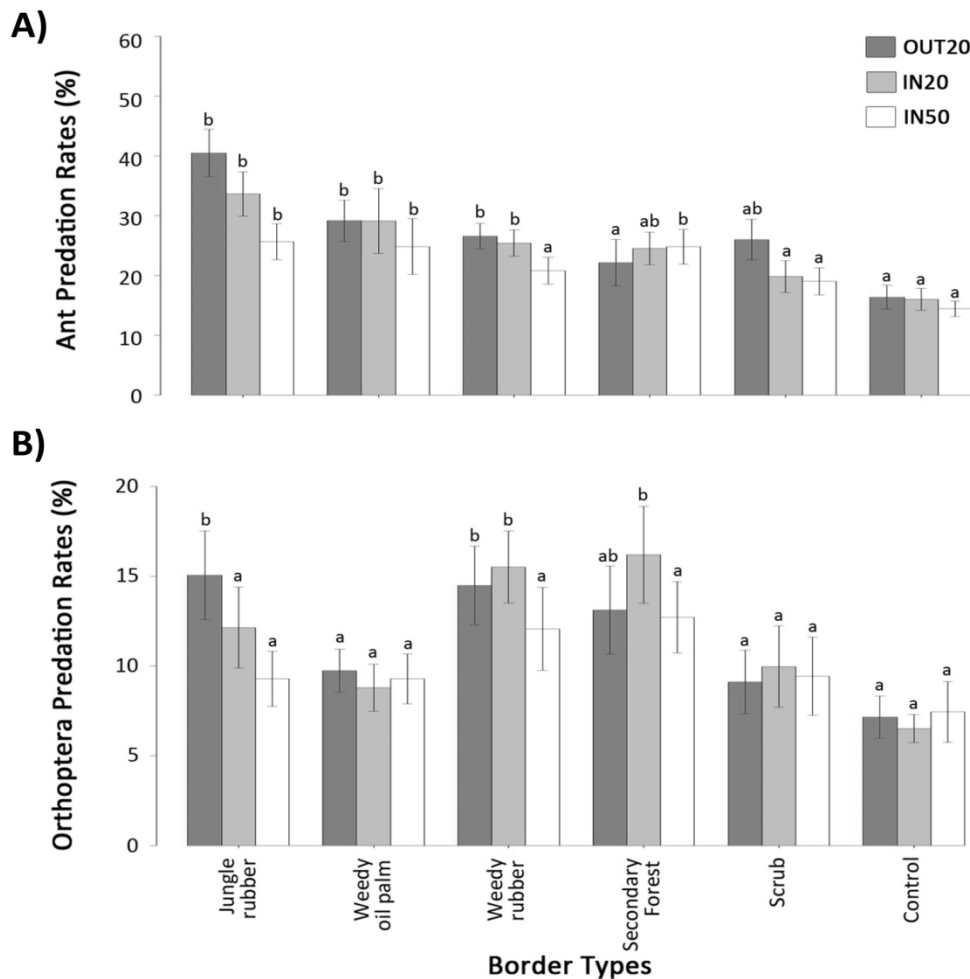 A)
Ant Predation Rates (%)
60
50
40
30
20
10
0
OUT20
IN20
IN50
b b b
b b b
b b a
a ab b
ab a a
a a a
B)
Orthoptera Predation Rates (%)
20
15
10
5
0
b a a
a a a
b b a
ab b a
a a a
a a a
Jungle
rubber
Weedy
oil palm
Weedy
rubber
Secondary
Forest
Scrub
Control
Border Types